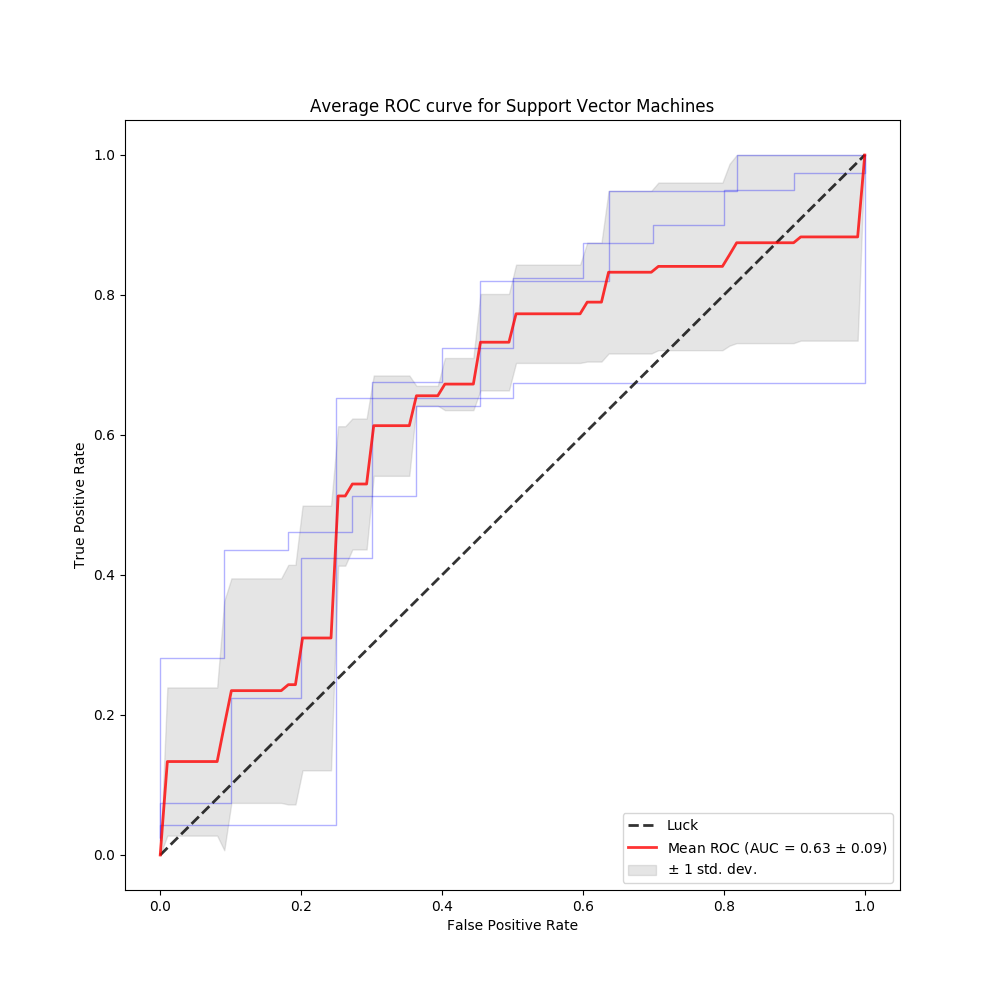 Average ROC curve for Support Vector Machines
True Positive Rate
1.0
0.8
0.6
0.4
0.2
0.0
0.0 0.2 0.4 0.6 0.8 1.0
False Positive Rate
Luck
Mean ROC (AUC = 0.63 ± 0.09)
± 1 std. dev.